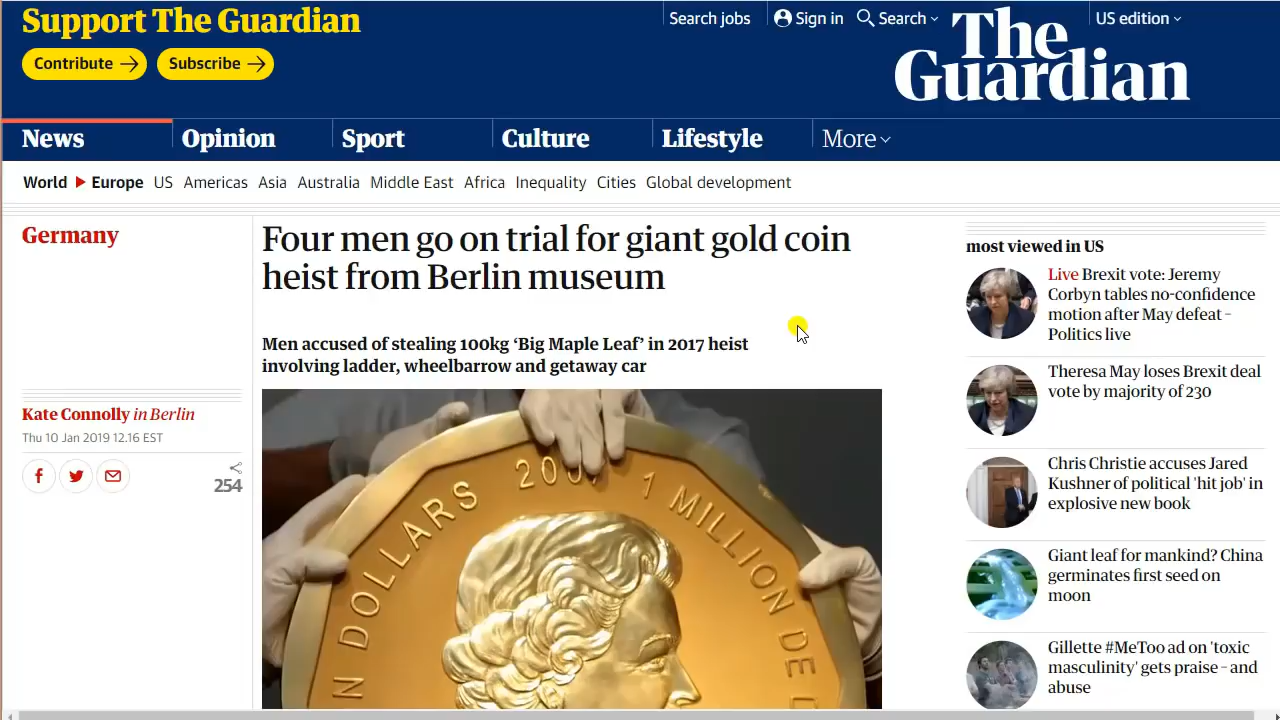 Support The Guardian
Contribute
Subscribe
Search jobs
Sign in
Search
US edition
The
Guardian
News
Opinion
Sport
Culture
Lifestyle
More
World
Europe
US
Americas
Asia
Australia
Middle East
Africa
Inequality
Cities
Global development
Germany
Four men go on trial for giant gold coin
heist from Berlin museum
Men accused of stealing 100kg ‘Big Maple Leaf’ in 2017 heist
involving ladder, wheelbarrow and getaway car
Kate Connolly in Berlin
Thu 10 Jan 2019 12.16 EST
254
N DOLLARS 2007 1 MILLION DE
most viewed in US
Live Brexit vote: Jeremy
Corbyn tables no-confidence
motion after May defeat –
Politics live
Theresa May loses Brexit deal
vote by majority of 230
Chris Christie accuses Jared
Kushner of political 'hit job' in
explosive new book
Giant leaf for mankind? China
germinates first seed on
moon
Gillette #MeToo ad on 'toxic
masculinity' gets praise – and
abuse